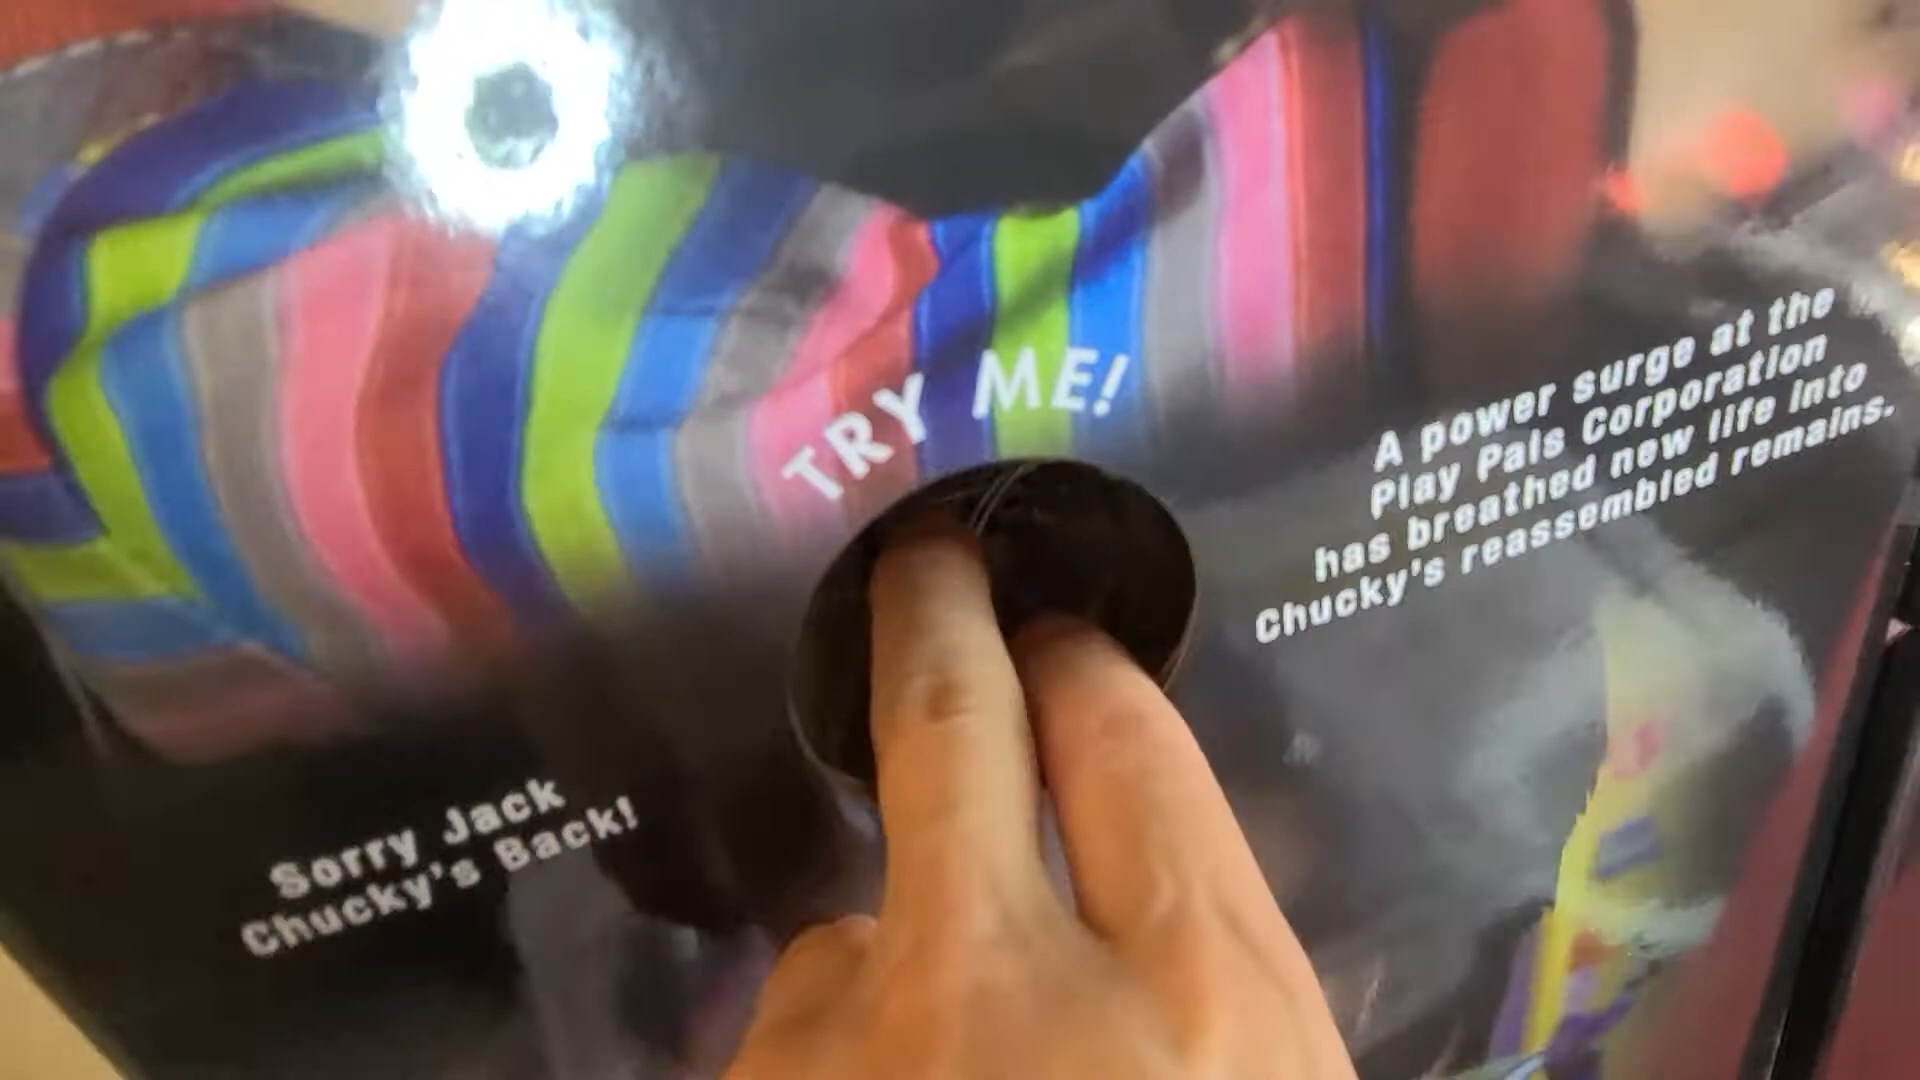 TRY ME!
A power surge at the
Play Pals Corporation
has breathed new life into
Chucky's reassembled remains.
Sorry Jack
Chucky's Back!